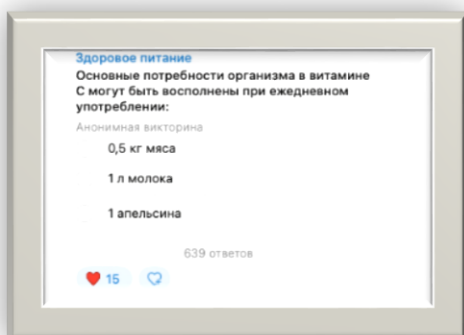 Здоровое питание
Основные потребности организма в витамине
С могут быть восполнены при ежедневном
употреблении:
Анонимная викторина
0,5 кг мяса
1 л молока
1 апельсина
639 ответов
15